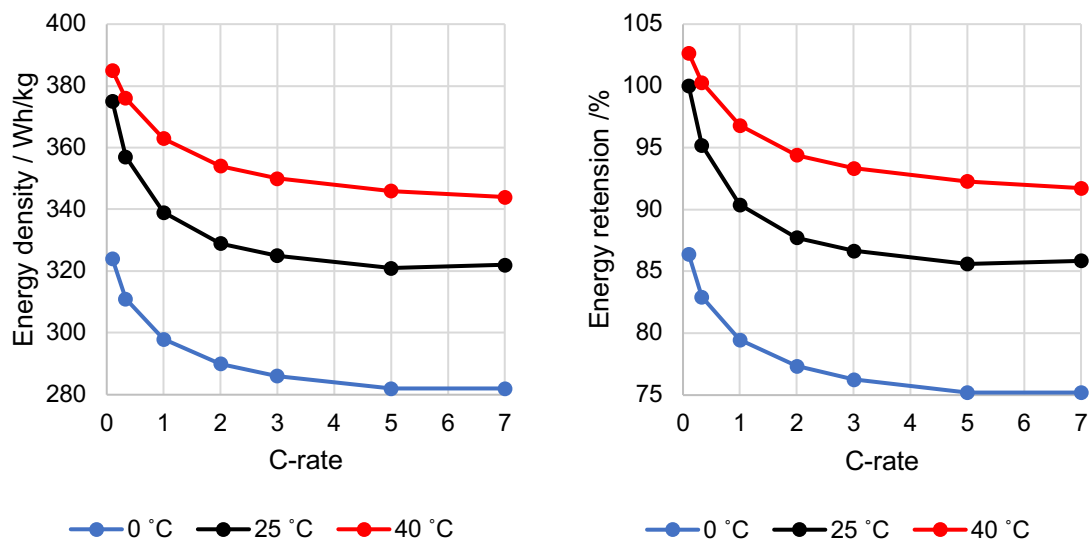 400
380
360
340
320
300
280
0 1 2 3 4 5 6 7
Energy density / Wh/kg
C-rate
0 ˚C 25 ˚C 40 ˚C
105
100
95
90
85
80
75
0 1 2 3 4 5 6 7
Energy retension /%
C-rate
0 ˚C 25 ˚C 40 ˚C